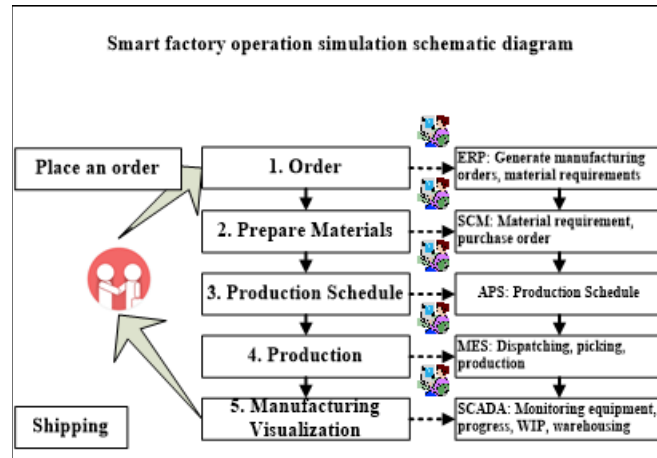 Smart factory operation simulation schematic diagram
Place an order
1. Order
ERP: Generate manufacturing
orders, material requirements
2. Prepare Materials
SCM: Material requirement,
purchase order
3. Production Schedule
APS: Production Schedule
4. Production
MES: Dispatching, picking,
production
5. Manufacturing
Visualization
SCADA: Monitoring equipment,
progress, WIP, warehousing
Shipping